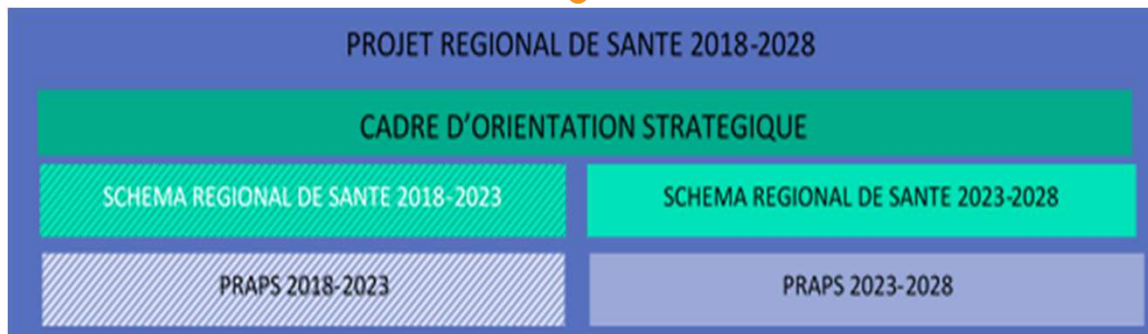 PROJET REGIONAL DE SANTE 2018-2028
CADRE D'ORIENTATION STRATEGIQUE
SCHEMA REGIONAL DE SANTE 2018-2023
SCHEMA REGIONAL DE SANTE 2023-2028
PRAPS 2018-2023
PRAPS 2023-2028